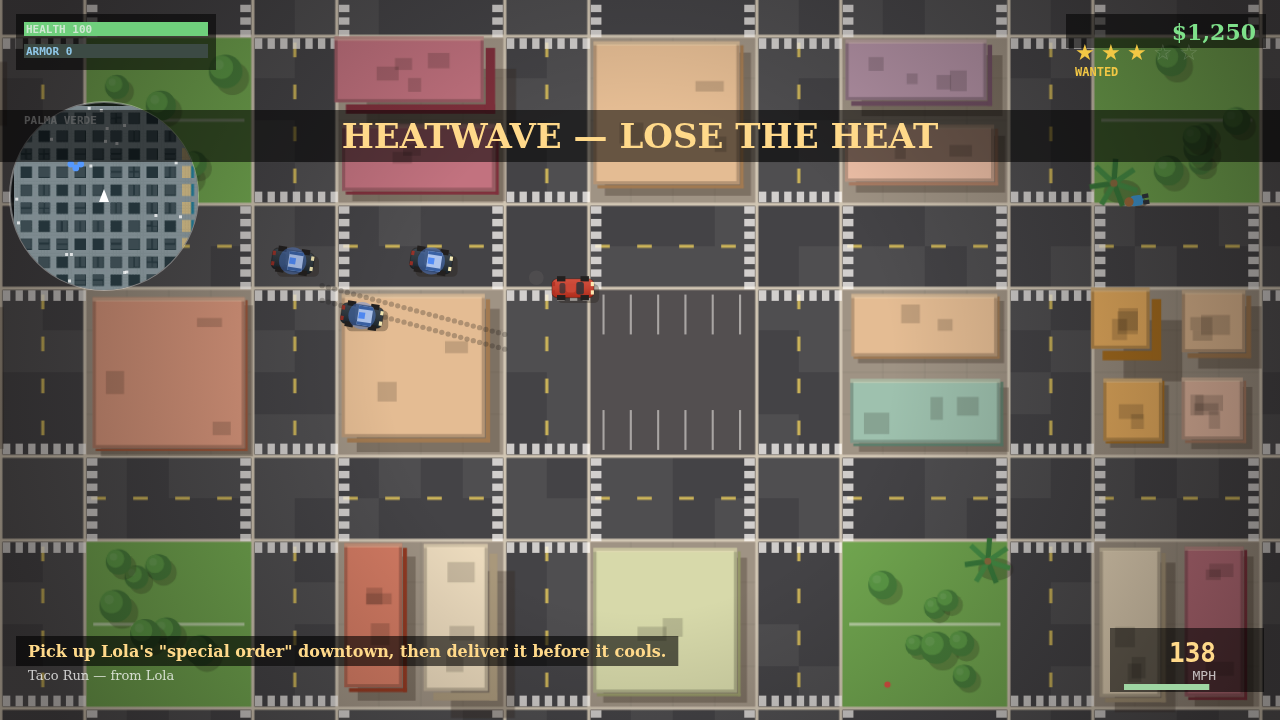 HEALTH 100
ARMOR 0
$1,250
WANTED
PALMA VERDE
HEATWAVE — LOSE THE HEAT
Pick up Lola's "special order" downtown, then deliver it before it cools.
Taco Run — from Lola
138
MPH